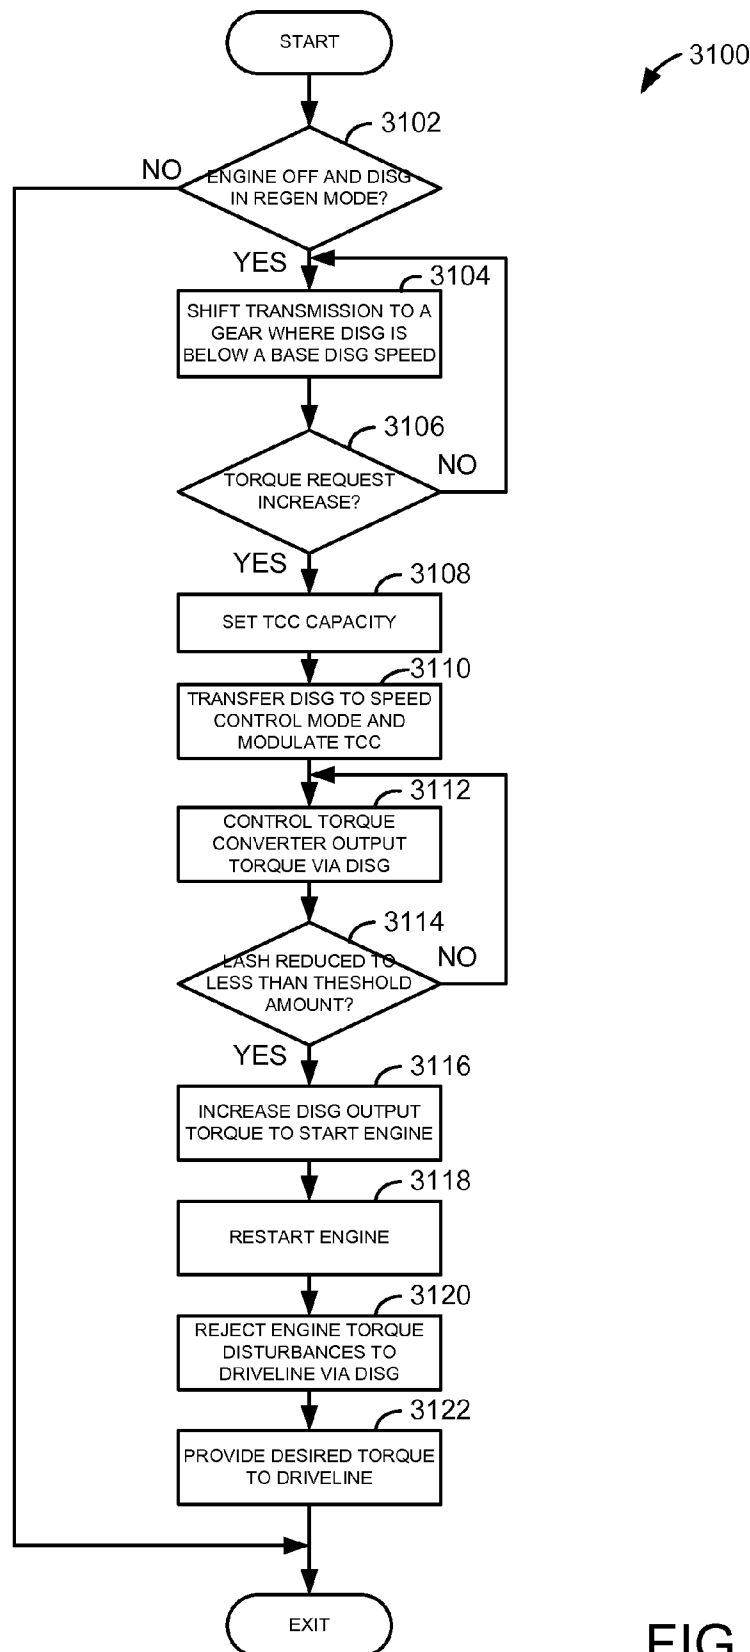 START
3100
3102
NO
ENGINE OFF AND DISG
IN REGEN MODE?
YES
3104
SHIFT TRANSMISSION TO A
GEAR WHERE DISG IS
BELOW A BASE DISG SPEED
3106
TORQUE REQUEST
INCREASE?
NO
YES
3108
SET TCC CAPACITY
3110
TRANSFER DISG TO SPEED
CONTROL MODE AND
MODULATE TCC
3112
CONTROL TORQUE
CONVERTER OUTPUT
TORQUE VIA DISG
3114
LASH REDUCED TO
LESS THAN THESHOLD
AMOUNT?
NO
YES
3116
INCREASE DISG OUTPUT
TORQUE TO START ENGINE
3118
RESTART ENGINE
3120
REJECT ENGINE TORQUE
DISTURBANCES TO
DRIVELINE VIA DISG
3122
PROVIDE DESIRED TORQUE
TO DRIVELINE
EXIT
FIG